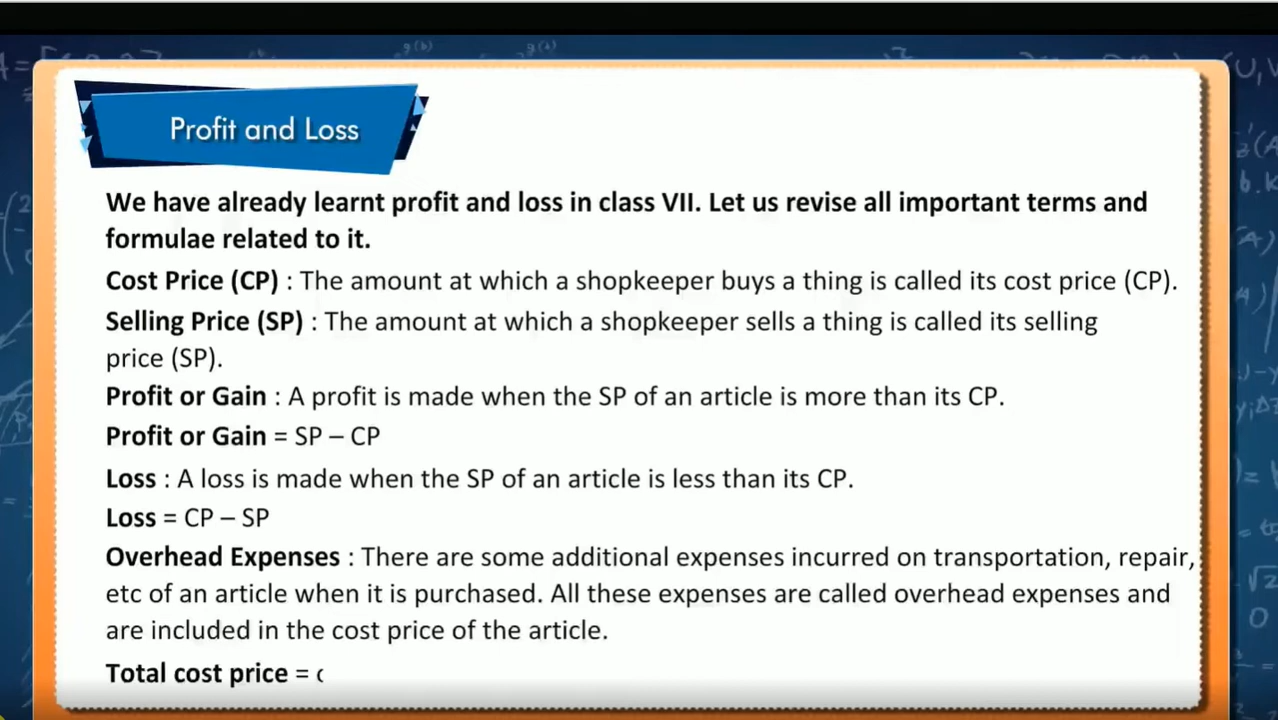 Profit and Loss
We have already learnt profit and loss in class VII. Let us revise all important terms and
formulae related to it.
Cost Price (CP) : The amount at which a shopkeeper buys a thing is called its cost price (CP).
Selling Price (SP) : The amount at which a shopkeeper sells a thing is called its selling
price (SP).
Profit or Gain : A profit is made when the SP of an article is more than its CP.
Profit or Gain = SP – CP
Loss : A loss is made when the SP of an article is less than its CP.
Loss = CP – SP
Overhead Expenses : There are some additional expenses incurred on transportation, repair,
etc of an article when it is purchased. All these expenses are called overhead expenses and
are included in the cost price of the article.
Total cost price =